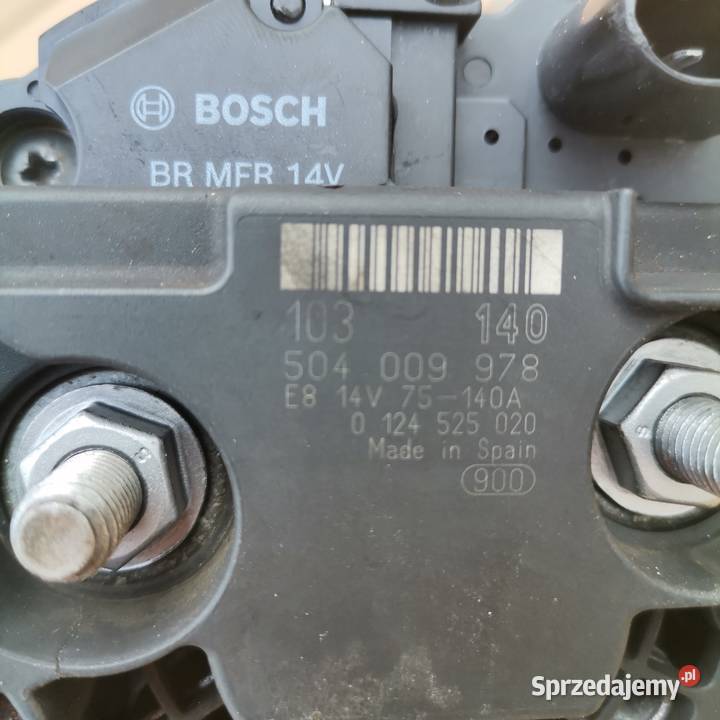 BOSCH
BR MFR 14V
103 140
504 009 978
E8 14V 75-140A
0 124 525 020
Made in Spain
900
Sprzedajemy.pl